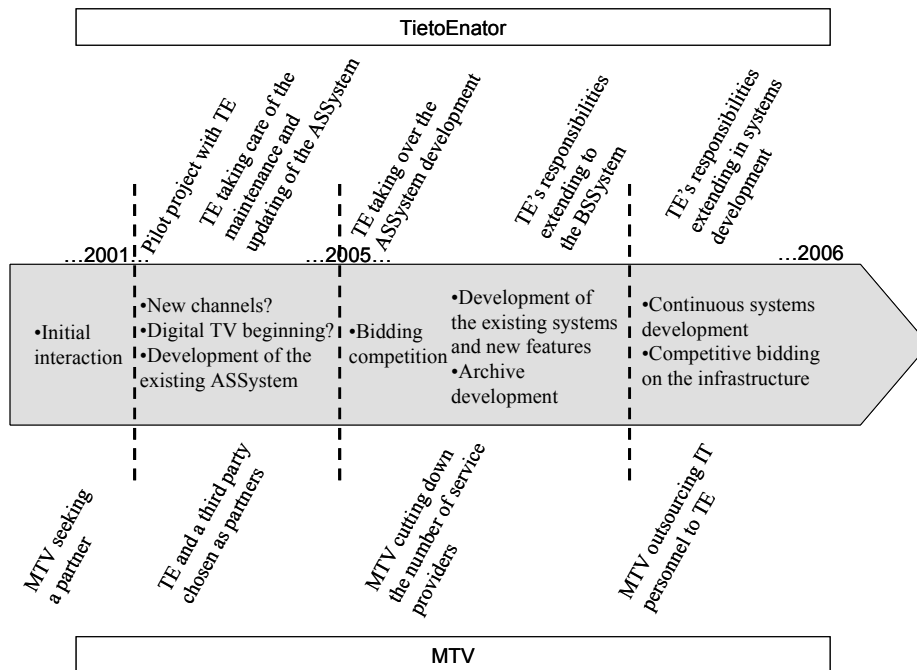 TietoEnator
Pilot project with TE
TE taking care of the
maintenance and
updating of the ASSystem
TE taking over the
ASSystem development
TE's responsibilities
extending to
the BSSystem
TE's responsibilities
extending in systems
development
…2001…
…2005…
…2006
•Initial
interaction
•New channels?
•Digital TV beginning?
•Development of the
existing ASSystem
•Bidding
competition
•Development of
the existing systems
and new features
•Archive
development
•Continuous systems
development
•Competitive bidding
on the infrastructure
MTV seeking
a partner
TE and a third party
chosen as partners
MTV cutting down
the number of service
providers
MTV outsourcing IT
personnel to TE
MTV